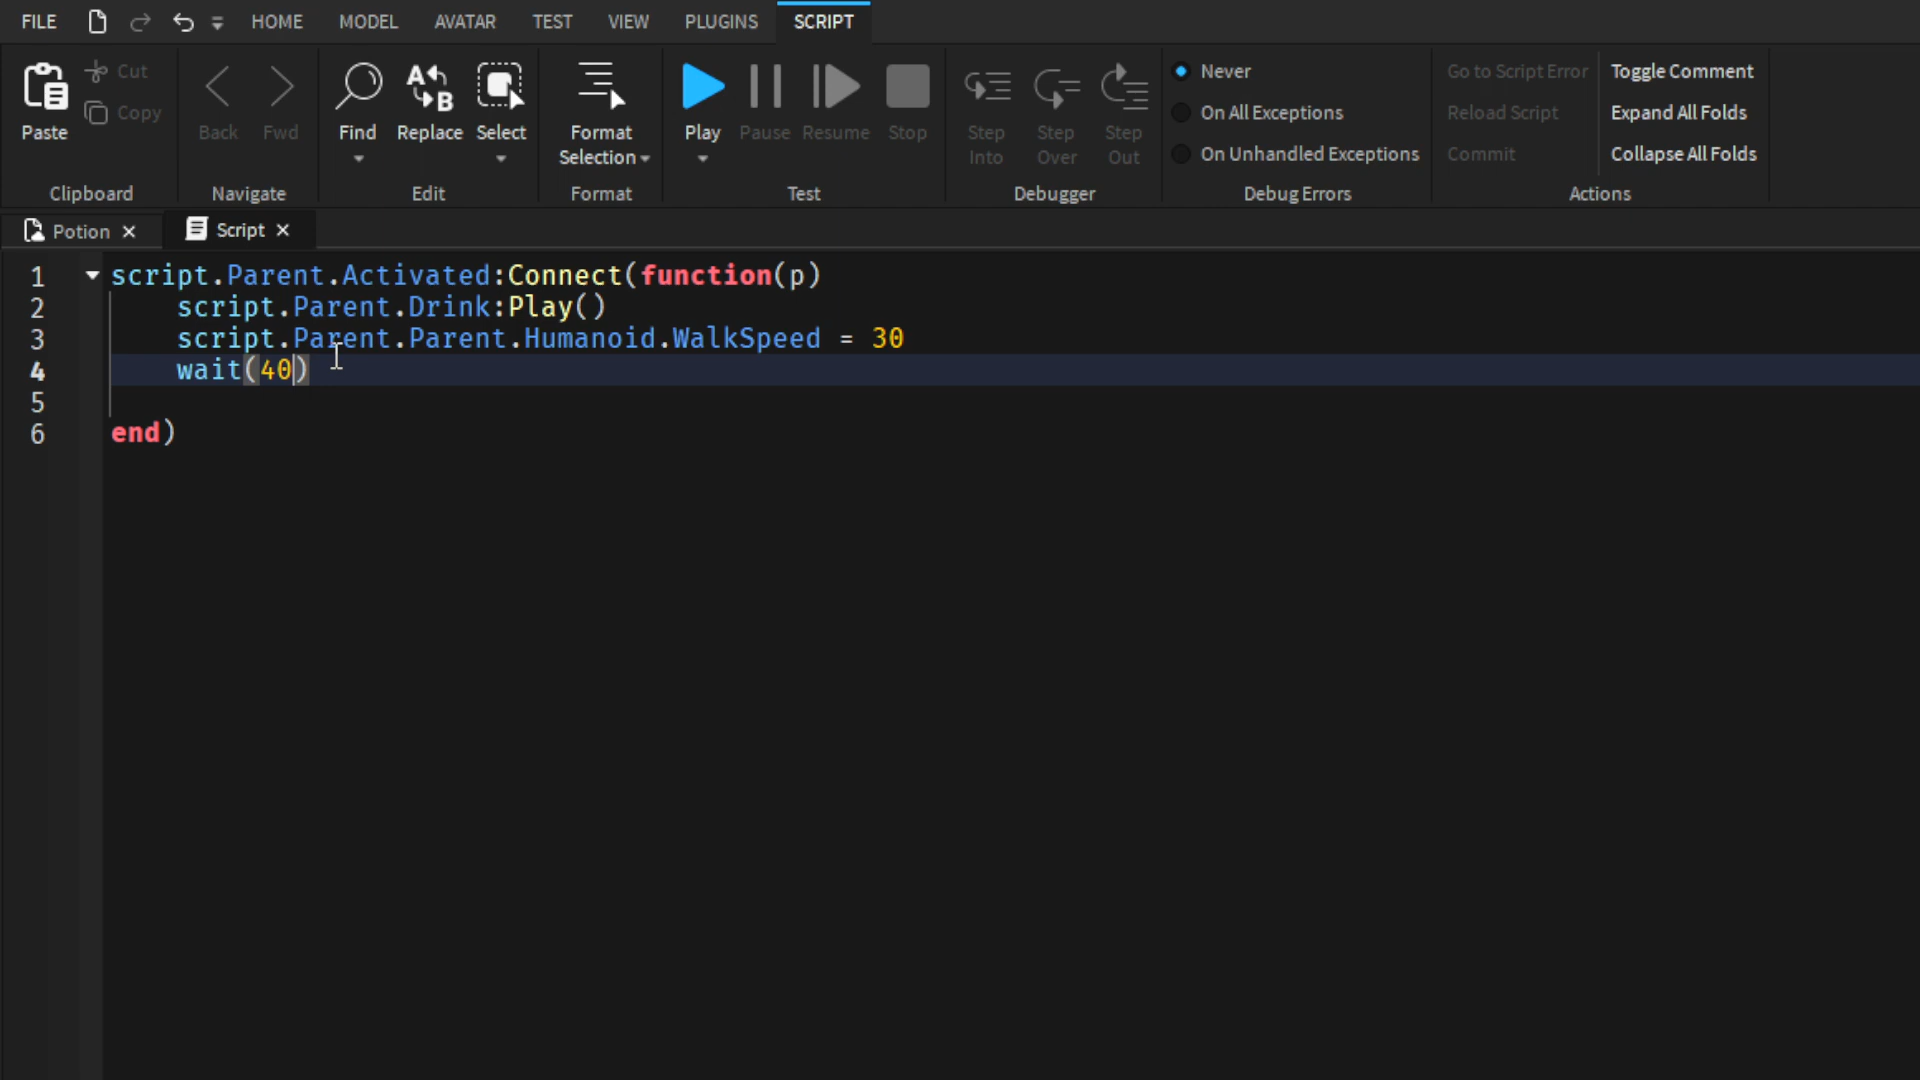 FILE HOME MODEL AVATAR TEST VIEW PLUGINS SCRIPT
Paste
Cut
Copy
Clipboard
Back
Fwd
Navigate
Find
Replace
Select
Edit
Format
Selection
Format
Play
Pause
Resume
Stop
Test
Step
Into
Step
Over
Step
Out
Debugger
Never
On All Exceptions
On Unhandled Exceptions
Debug Errors
Go to Script Error
Reload Script
Commit
Toggle Comment
Expand All Folds
Collapse All Folds
Actions
Potion
Script
1 script.Parent.Activated:Connect(function(p)
2 script.Parent.Drink:Play()
3 script.Parent.Parent.Humanoid.WalkSpeed = 30
4 wait(40)
5
6 end)